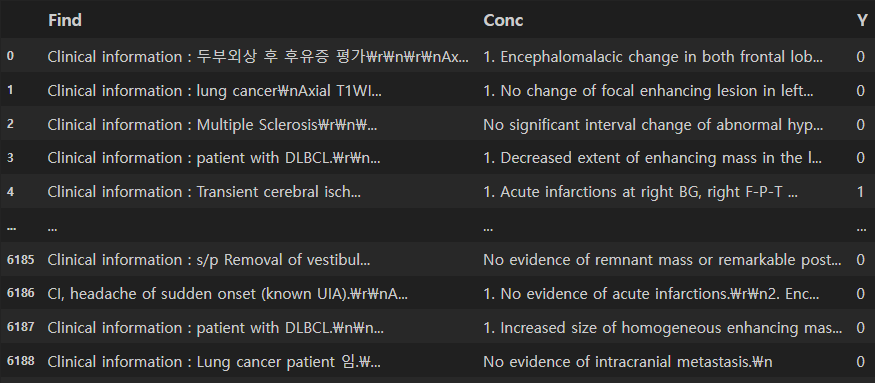 Find Conc Y
0 Clinical information : 두부외상 후 후유증 평가₩r₩n₩r₩nAx... 1. Encephalomalacic change in both frontal lob... 0
1 Clinical information : lung cancer₩nAxial T1WI... 1. No change of focal enhancing lesion in left... 0
2 Clinical information : Multiple Sclerosis₩r₩n₩... No significant interval change of abnormal hyp... 0
3 Clinical information : patient with DLBCL.₩r₩n... 1. Decreased extent of enhancing mass in the l... 0
4 Clinical information : Transient cerebral isch... 1. Acute infarctions at right BG, right F-P-T ... 1
... ... ... ...
6185 Clinical information : s/p Removal of vestibul... No evidence of remnant mass or remarkable post... 0
6186 CI, headache of sudden onset (known UIA).₩r₩nA... 1. No evidence of acute infarctions.₩r₩n2. Enc... 0
6187 Clinical information : patient with DLBCL.₩n₩n... 1. Increased size of homogeneous enhancing mas... 0
6188 Clinical information : Lung cancer patient 임.₩... No evidence of intracranial metastasis.₩n 0